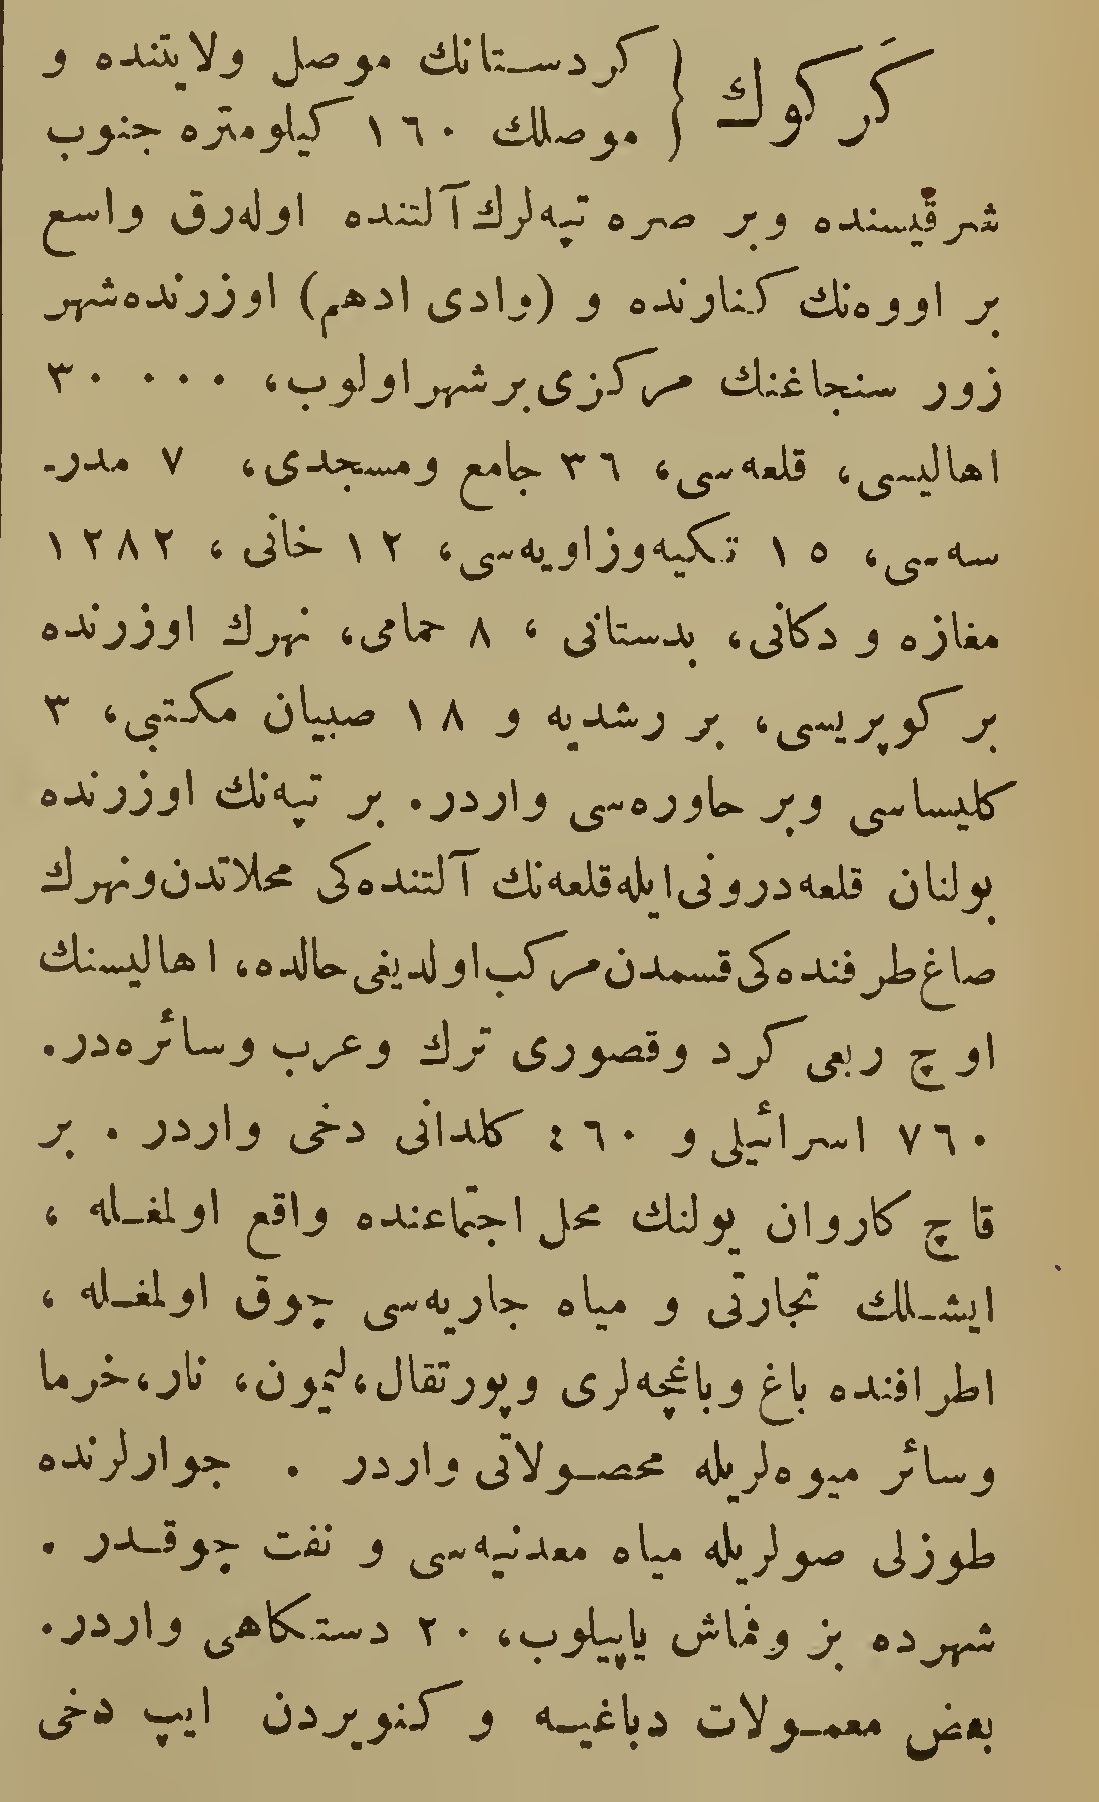 كَركوك { كردستانك موصل ولايتنده و
موصلك ١٦٠ كيلومتره جنوب
شرقيسنده وبر صره تپه‌لرك آلتنده اوله‌رق واسع
بر اووه‌نك كنارنده و (وادى ادهم) اوزرنده شهر
زور سنجاغنك مركزى بر شهر اولوب، ٣٠٠٠٠
اهاليسى، قلعه‌سى، ٣٦ جامع ومسجدى، ٧ مدر-
سه‌سى، ١٥ تكيه وزاويه‌سى، ١٢ خانى، ١٢٨٢
مغازه و دكانى، بدستانى، ٨ حمامى، نهرك اوزرنده
بر كوپريسى، بر رشديه و ١٨ صبيان مكتبى، ٣
كليساسى وبر حاوره‌سى واردر. بر تپه‌نك اوزرنده
بولنان قلعه درونى ايله قلعه‌نك آلتنده‌كى محلاتدن ونهرك
صاغ طرفنده‌كى قسمدن مركب اولديغى حالده، اهاليسنك
اوچ ربعى كرد وقصورى ترك وعرب وسائره‌در.
٧٦٠ اسرائيلى و ٤٦٠ كلدانى دخى واردر. بر
قاچ كاروان يولنك محل اجتماعنده واقع اولمغله،
ايشلك تجارتى و مياه جاريه‌سى چوق اولمغله،
اطرافنده باغ وباغچه‌لرى وپورتقال، ليمون، نار، خرما
وسائر ميوه‌لريله محصولاتى واردر. جوارلرنده
طوزلى صولريله مياه معدنيه‌سى و نفت چوقدر.
شهرده بز وقماش ياپيلوب، ٢٠ دستكاهى واردر.
بعض معمولات دباغيه و كنويردن ايپ دخى